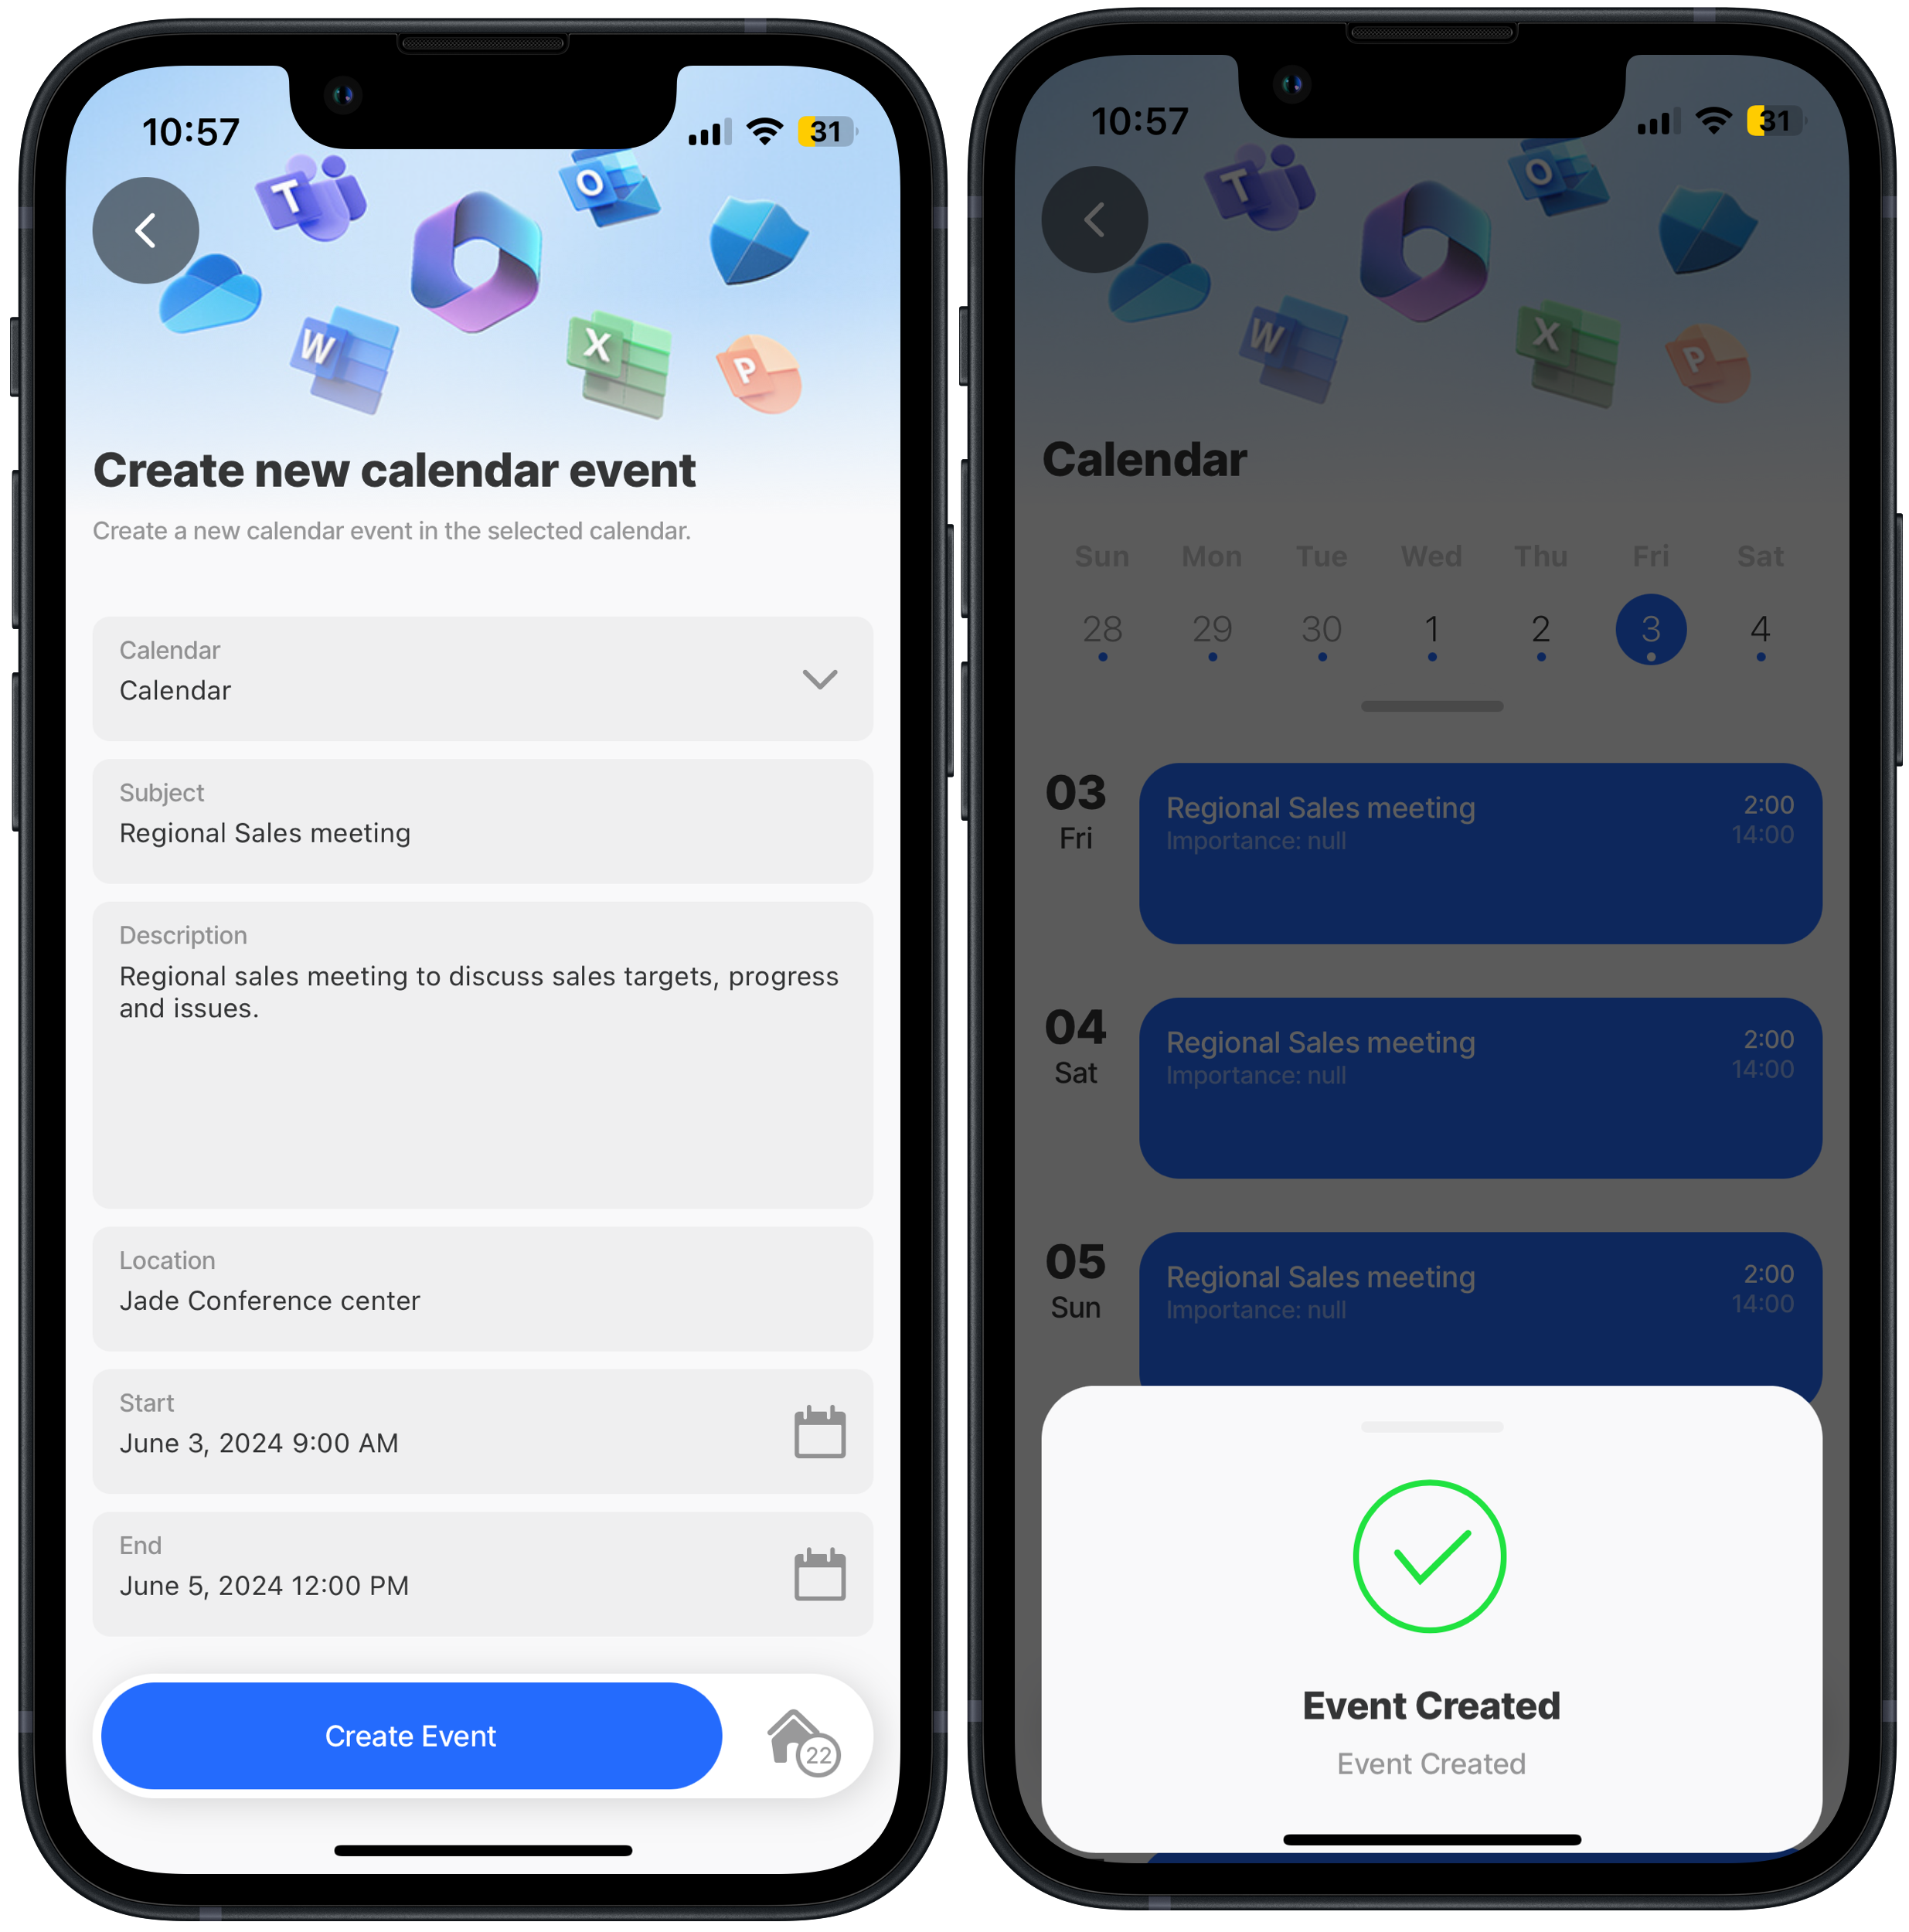 10:57
31
T
O
W
X
P
Create new calendar event
Create a new calendar event in the selected calendar.
Calendar
Calendar
Subject
Regional Sales meeting
Description
Regional sales meeting to discuss sales targets, progress
and issues.
Location
Jade Conference center
Start
June 3, 2024 9:00 AM
End
June 5, 2024 12:00 PM
Create Event
22
10:57
31
T
O
W
X
P
Calendar
Sun Mon Tue Wed Thu Fri Sat
28 29 30 1 2 3 4
03
Fri
Regional Sales meeting
Importance: null
2:00
14:00
04
Sat
Regional Sales meeting
Importance: null
2:00
14:00
05
Sun
Regional Sales meeting
Importance: null
2:00
14:00
Event Created
Event Created